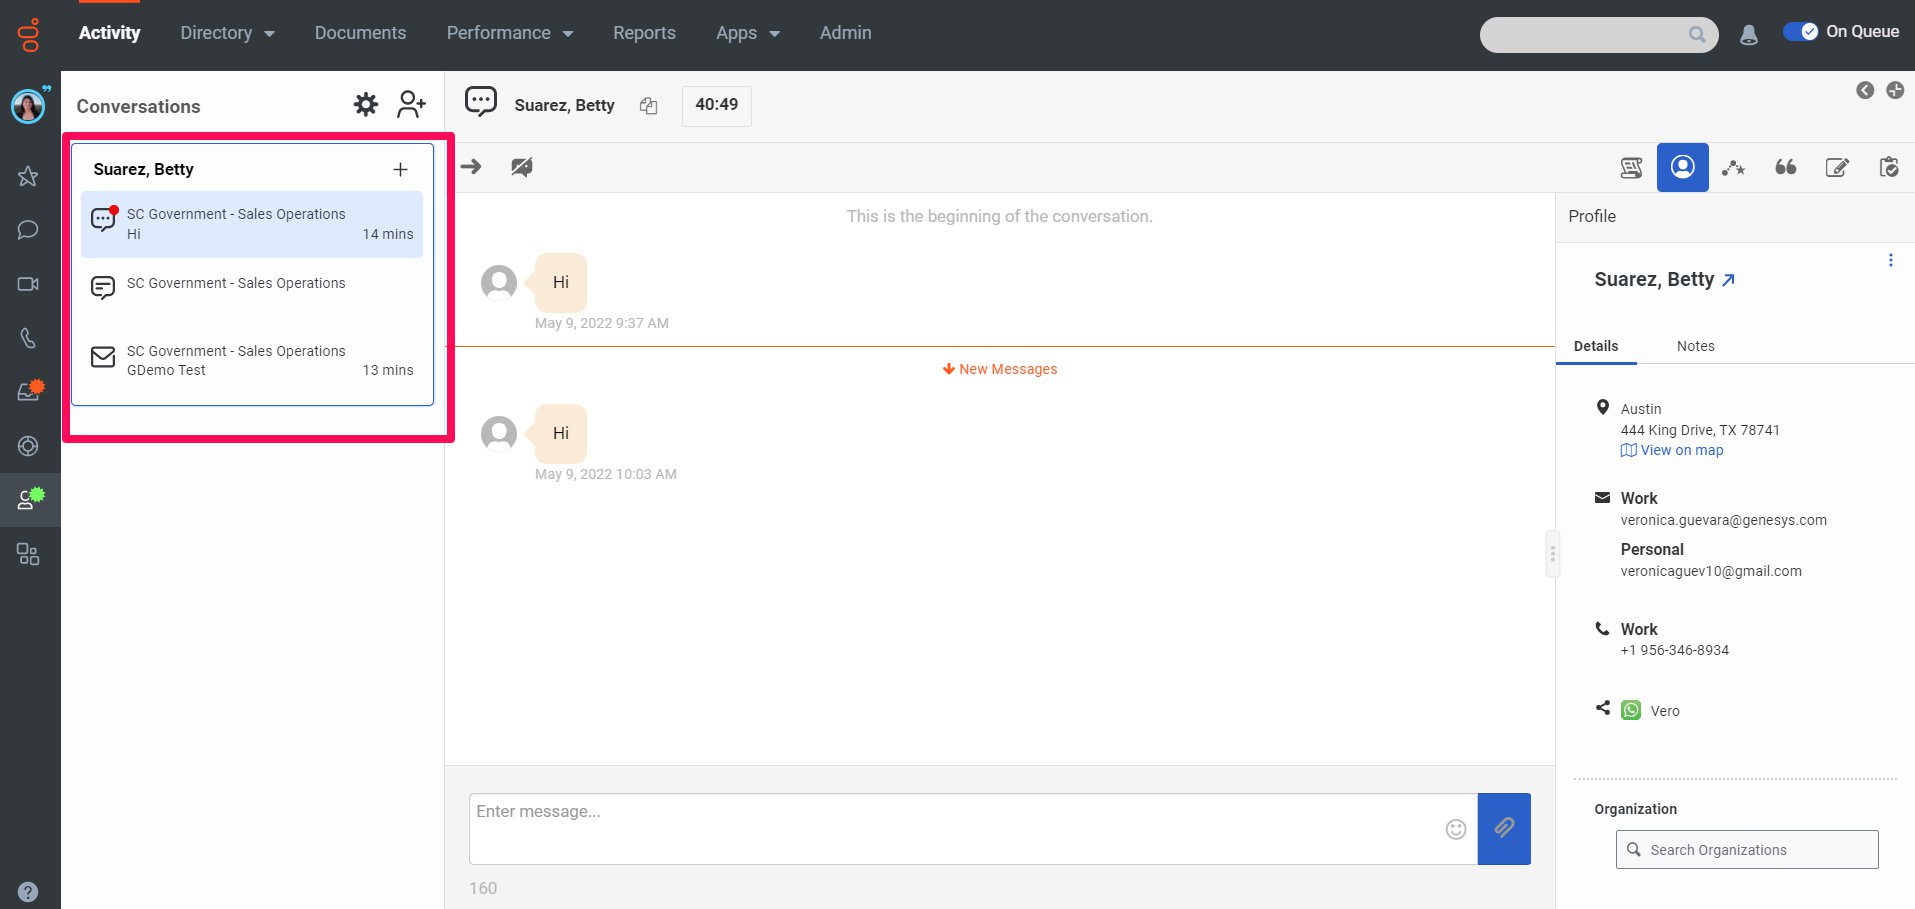 Activity
Directory
Documents
Performance
Reports
Apps
Admin
On Queue
Conversations
Suarez, Betty
SC Government - Sales Operations
Hi
14 mins
SC Government - Sales Operations
SC Government - Sales Operations
GDemo Test
13 mins
Suarez, Betty
40:49
This is the beginning of the conversation.
Hi
May 9, 2022 9:37 AM
New Messages
Hi
May 9, 2022 10:03 AM
Enter message...
160
Profile
Suarez, Betty
Details
Notes
Austin
444 King Drive, TX 78741
View on map
Work
veronica.guevara@genesys.com
Personal
veronicaguev10@gmail.com
Work
+1 956-346-8934
Vero
Organization
Search Organizations